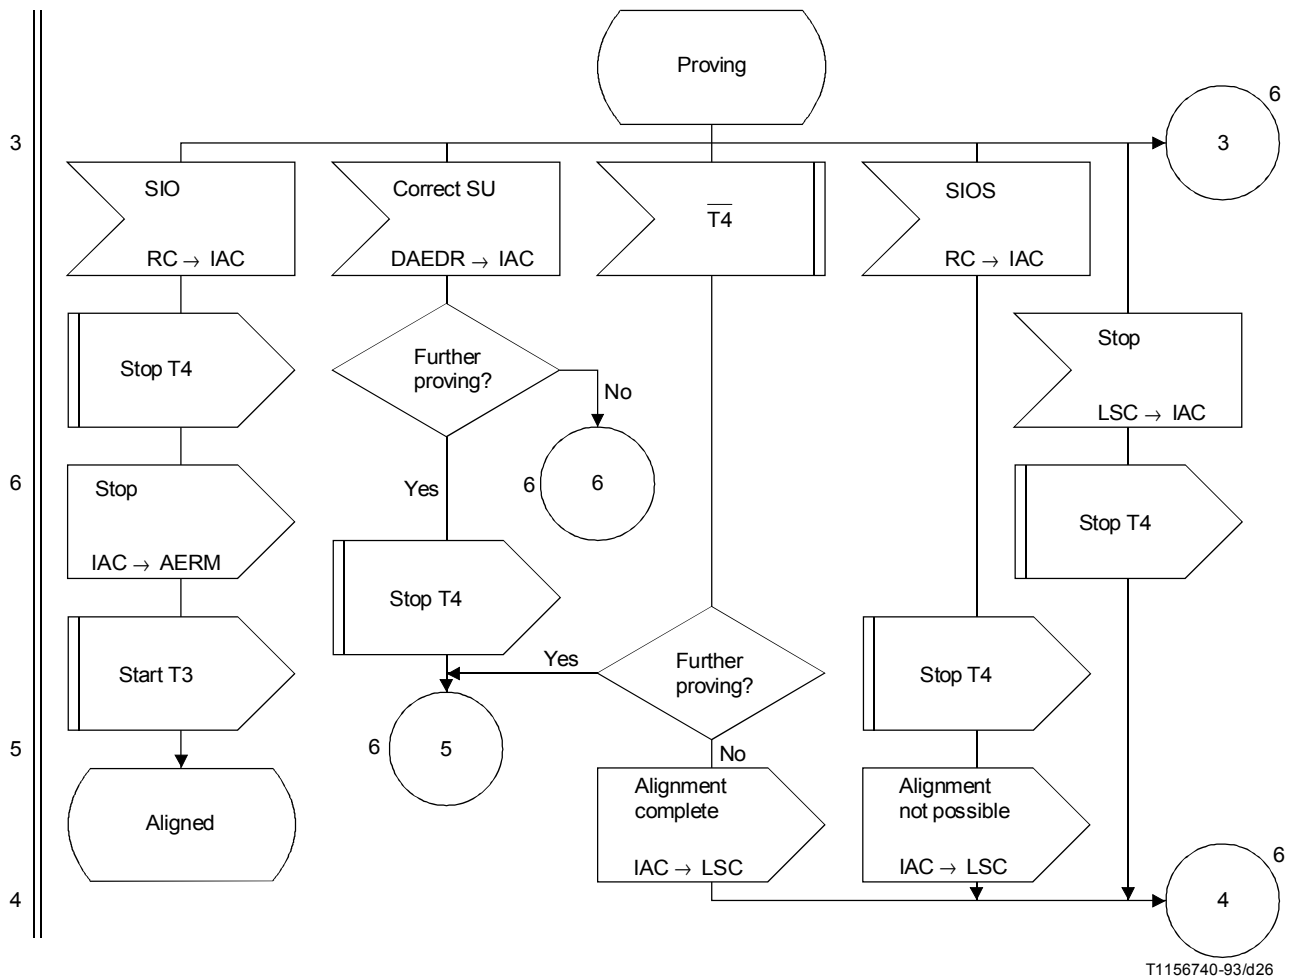 Proving
6
3
3
SIO
RC → IAC
Correct SU
DAEDR → IAC
T4
SIOS
RC → IAC
Stop T4
Further
proving?
No
Stop
LSC → IAC
6
Stop
IAC → AERM
Yes
6
6
Stop T4
Stop T4
Start T3
Yes
Further
proving?
Stop T4
5
6
5
No
Aligned
Alignment
complete
IAC → LSC
Alignment
not possible
IAC → LSC
6
4
4
T1156740-93/d26